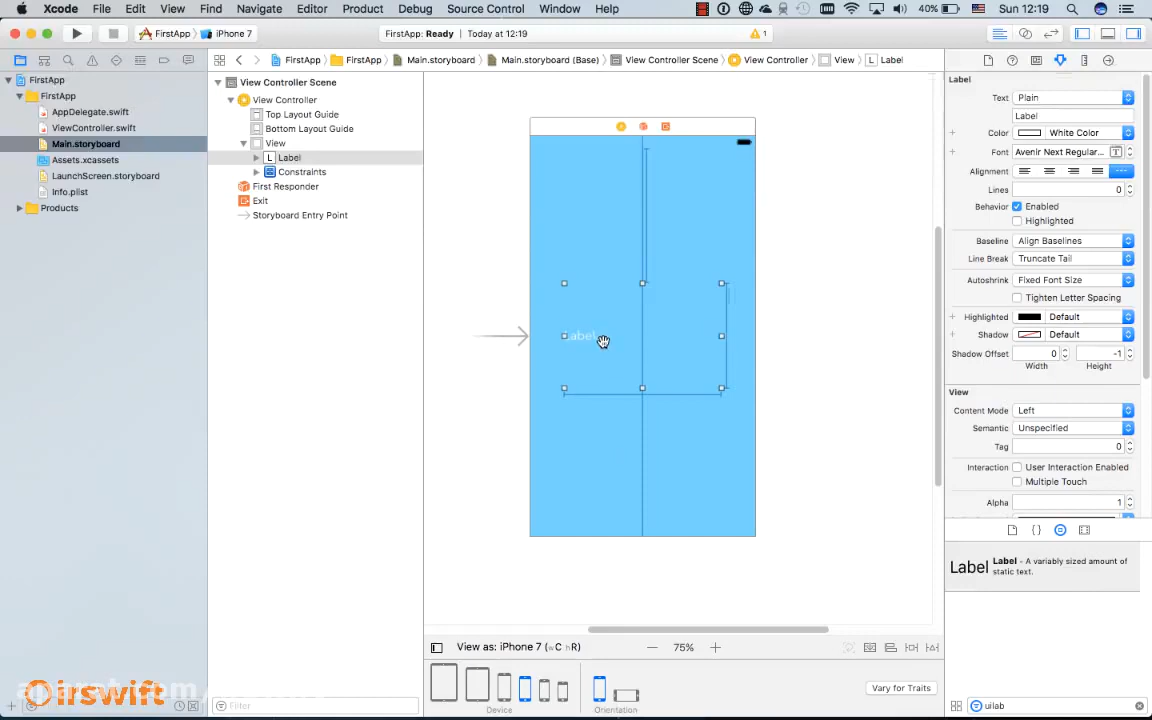 Xcode File Edit View Find Navigate Editor Product Debug Source Control Window Help 40% Sun 12:19
FirstApp iPhone 7 FirstApp: Ready Today at 12:19 1
FirstApp FirstApp Main.storyboard Main.storyboard (Base) View Controller Scene View Controller View L Label
FirstApp
FirstApp
AppDelegate.swift
ViewController.swift
Main.storyboard
Assets.xcassets
LaunchScreen.storyboard
Info.plist
Products
View Controller Scene
View Controller
Top Layout Guide
Bottom Layout Guide
View
L Label
Constraints
First Responder
Exit
Storyboard Entry Point
Label
Label
Text Plain
Label
Color White Color
Font Avenir Next Regular... T
Alignment ---
Lines 0
Behavior Enabled
Highlighted
Baseline Align Baselines
Line Break Truncate Tail
Autoshrink Fixed Font Size
Tighten Letter Spacing
Highlighted Default
Shadow Default
Shadow Offset 0 -1
Width Height
View
Content Mode Left
Semantic Unspecified
Tag 0
Interaction User Interaction Enabled
Multiple Touch
Alpha 1
{ }
Label Label - A variably sized amount of
static text.
View as: iPhone 7 (wC hR) 75%
Vary for Traits
Device Orientation
irswift
Filter
uilab